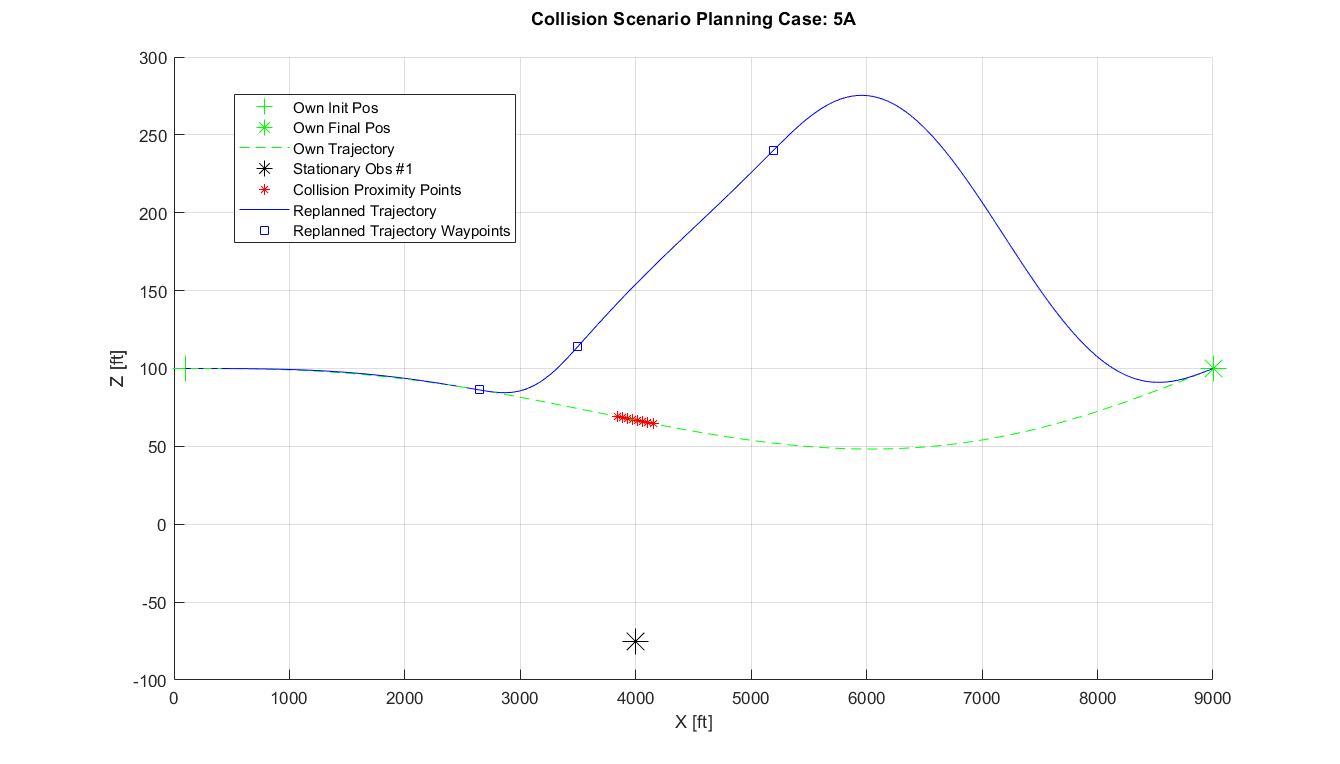 Collision Scenario Planning Case: 5A
300
250
200
150
100
50
0
-50
-100
Z [ft]
Own Init Pos
Own Final Pos
Own Trajectory
Stationary Obs #1
Collision Proximity Points
Replanned Trajectory
Replanned Trajectory Waypoints
0 1000 2000 3000 4000 5000 6000 7000 8000 9000
X [ft]